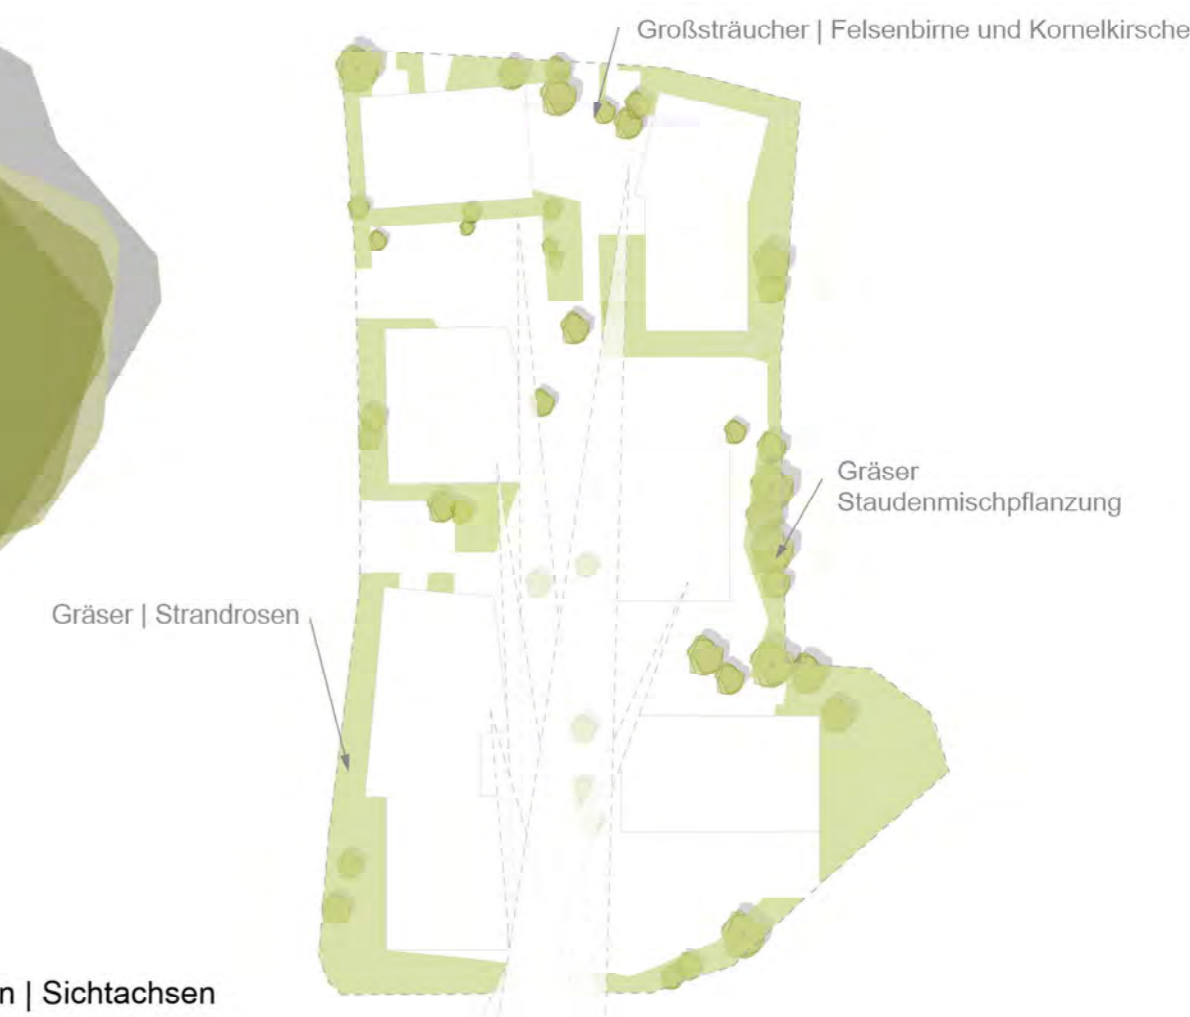 Großsträucher | Felsenbirne und Kornelkirsche
Gräser
Staudenmischpflanzung
Gräser | Strandrosen
n | Sichtachsen